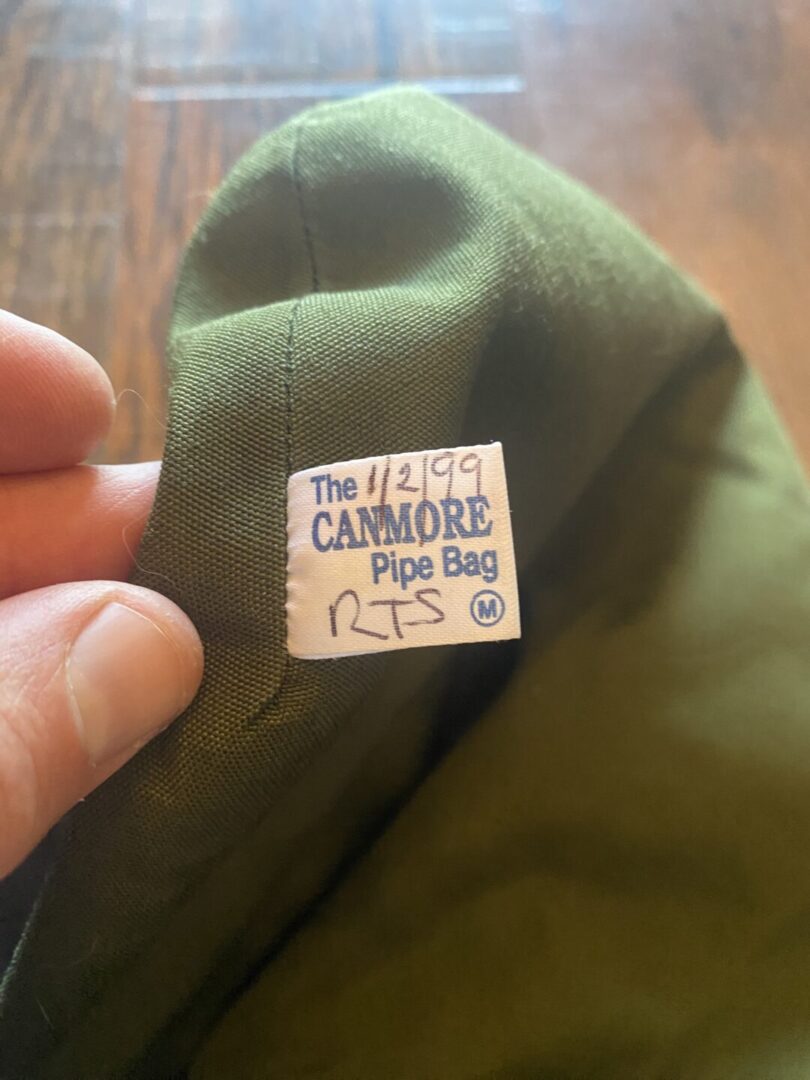 The 1/2/99
CANMORE
Pipe Bag
RTS M